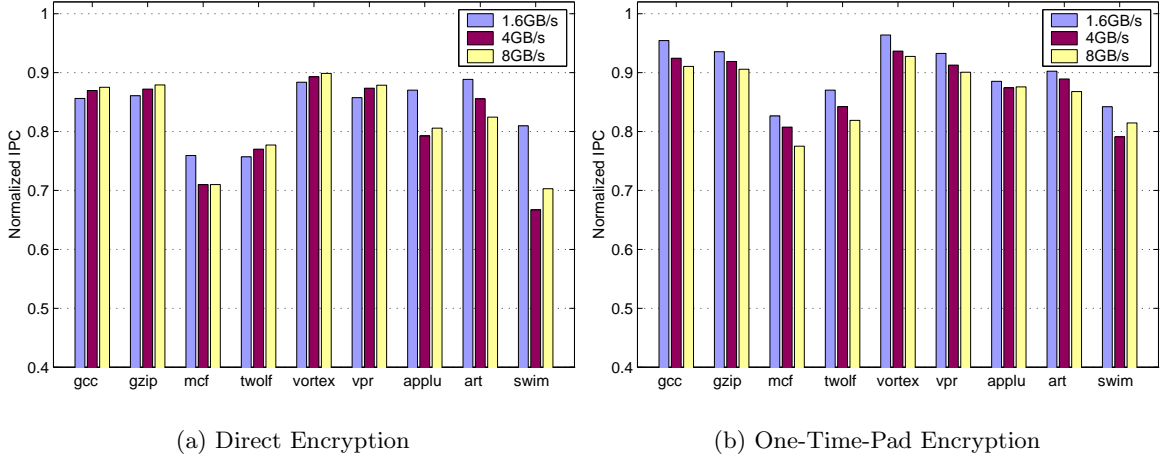 1
0.9
0.8
0.7
0.6
0.5
0.4
Normalized IPC
1.6GB/s
4GB/s
8GB/s
gcc gzip mcf twolf vortex vpr applu art swim
(a) Direct Encryption
1
0.9
0.8
0.7
0.6
0.5
0.4
Normalized IPC
1.6GB/s
4GB/s
8GB/s
gcc gzip mcf twolf vortex vpr applu art swim
(b) One-Time-Pad Encryption